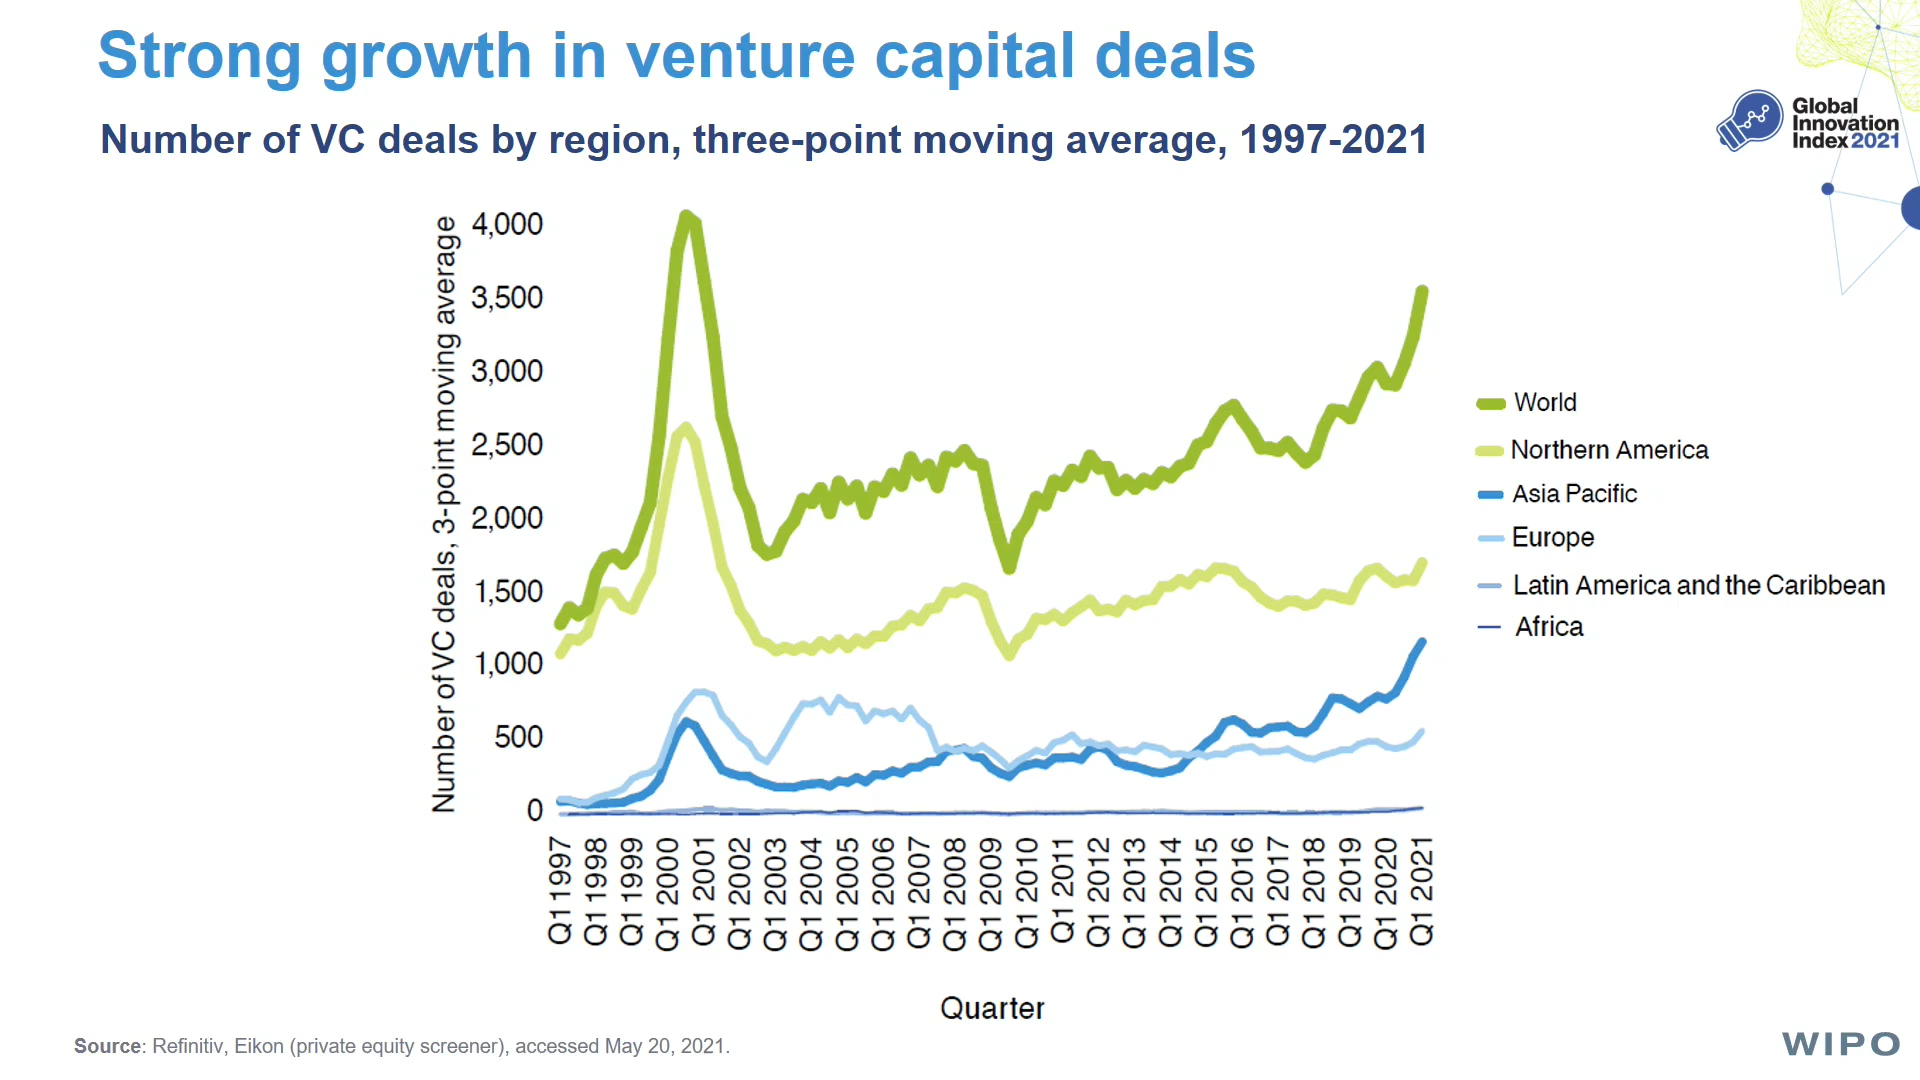 Strong growth in venture capital deals
Number of VC deals by region, three-point moving average, 1997-2021
Global
Innovation
Index 2021
Number of VC deals, 3-point moving average
4,000
3,500
3,000
2,500
2,000
1,500
1,000
500
0
World
Northern America
Asia Pacific
Europe
Latin America and the Caribbean
Africa
Q1 1997
Q1 1998
Q1 1999
Q1 2000
Q1 2001
Q1 2002
Q1 2003
Q1 2004
Q1 2005
Q1 2006
Q1 2007
Q1 2008
Q1 2009
Q1 2010
Q1 2011
Q1 2012
Q1 2013
Q1 2014
Q1 2015
Q1 2016
Q1 2017
Q1 2018
Q1 2019
Q1 2020
Q1 2021
Quarter
Source: Refinitiv, Eikon (private equity screener), accessed May 20, 2021.
WIPO